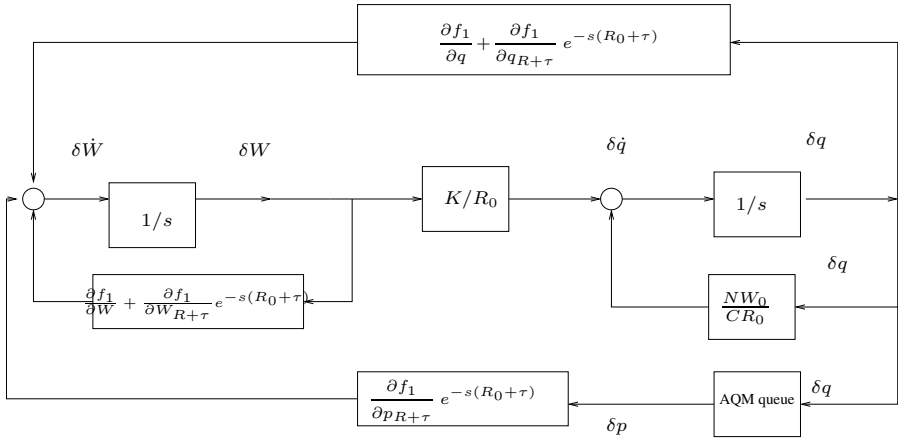 ∂f₁/∂q + ∂f₁/∂q_{R+τ} e^{−s(R₀+τ)}
δẆ
δW
δq̇
δq
1/s
K/R₀
1/s
δq
∂f₁/∂W + ∂f₁/∂W_{R+τ} e^{−s(R₀+τ)}
NW₀/CR₀
∂f₁/∂p_{R+τ} e^{−s(R₀+τ)}
AQM queue
δq
δp